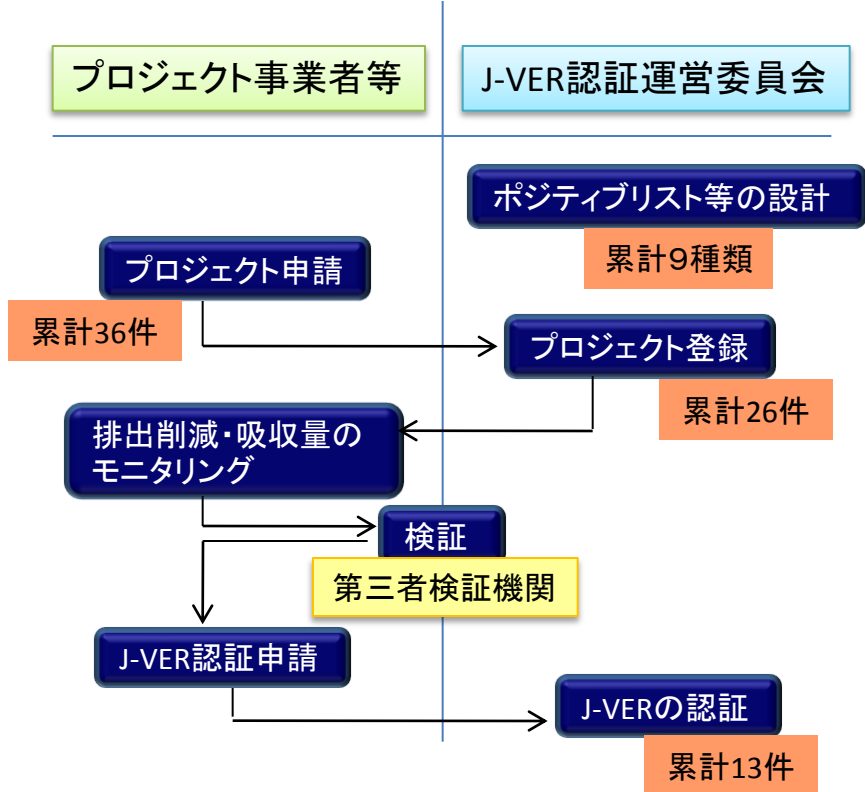 プロジェクト事業者等
J-VER認証運営委員会
ポジティブリスト等の設計
累計９種類
プロジェクト申請
累計36件
プロジェクト登録
累計26件
排出削減・吸収量の
モニタリング
検証
第三者検証機関
J-VER認証申請
J-VERの認証
累計13件